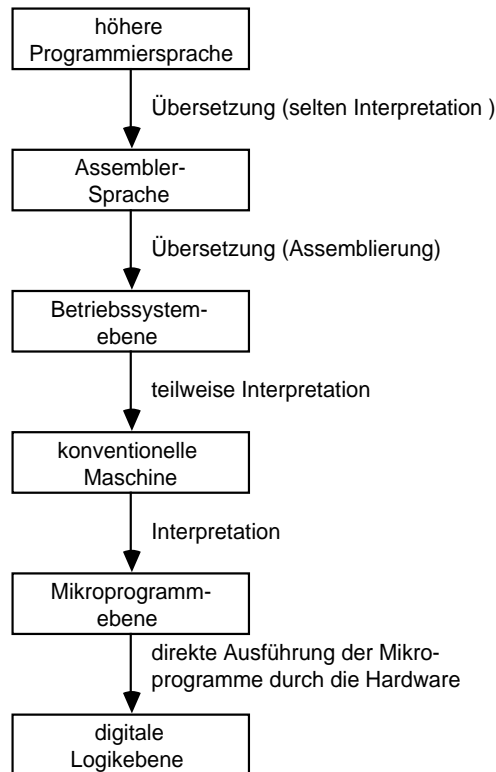 höhere
Programmiersprache
Übersetzung (selten Interpretation )
Assembler-
Sprache
Übersetzung (Assemblierung)
Betriebssystem-
ebene
teilweise Interpretation
konventionelle
Maschine
Interpretation
Mikroprogramm-
ebene
direkte Ausführung der Mikro-
programme durch die Hardware
digitale
Logikebene